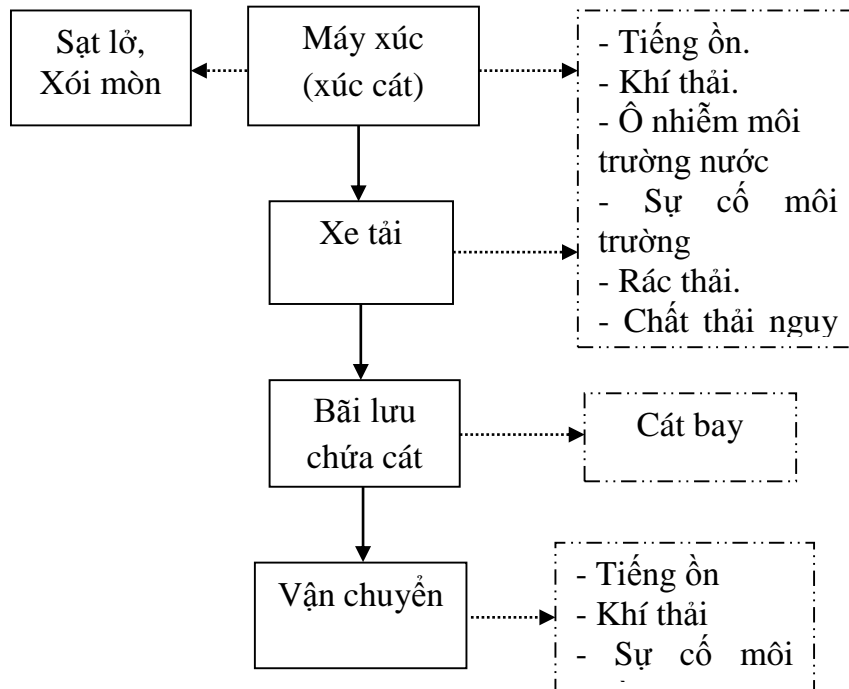 Sạt lở,
Xói mòn
Máy xúc
(xúc cát)
- Tiếng ồn.
- Khí thải.
- Ô nhiễm môi
trường nước
- Sự cố môi
trường
- Rác thải.
- Chất thải nguy
Xe tải
Bãi lưu
chứa cát
Cát bay
Vận chuyển
- Tiếng ồn
- Khí thải
- Sự cố môi